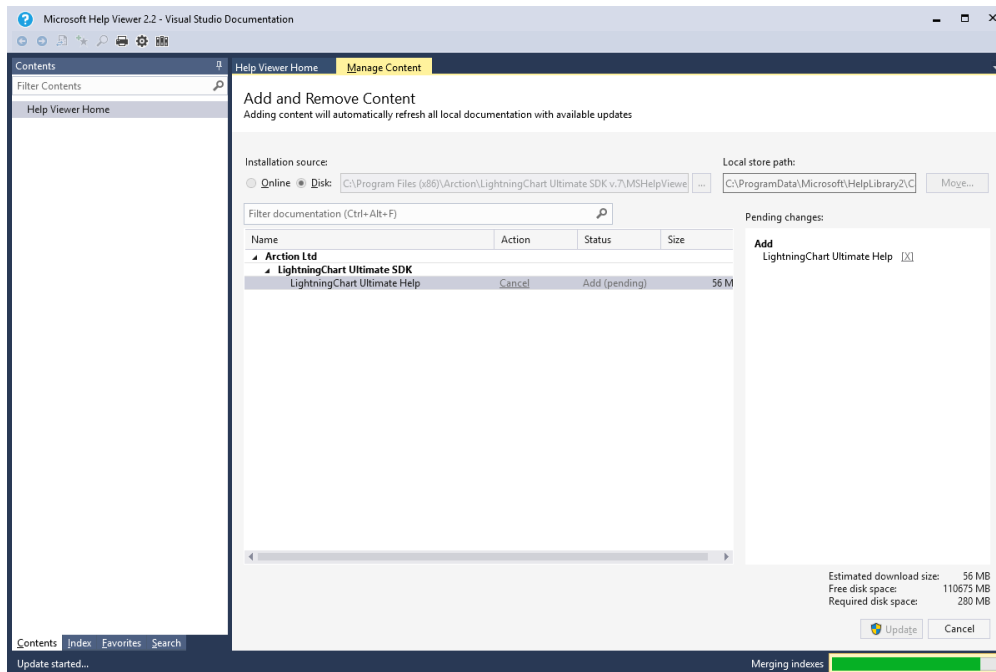 Microsoft Help Viewer 2.2 - Visual Studio Documentation
Contents
Filter Contents
Help Viewer Home
Help Viewer Home
Manage Content
Add and Remove Content
Adding content will automatically refresh all local documentation with available updates
Installation source:
Local store path:
Online
Disk:
C:\Program Files (x86)\Arction\LightningChart Ultimate SDK v.7\MSHelpViewe
...
C:\ProgramData\Microsoft\HelpLibrary2\C
Move...
Filter documentation (Ctrl+Alt+F)
Pending changes:
Name Action Status Size
Arction Ltd
LightningChart Ultimate SDK
LightningChart Ultimate Help Cancel Add (pending) 56 M
Add
LightningChart Ultimate Help [X]
Estimated download size: 56 MB
Free disk space: 110675 MB
Required disk space: 280 MB
Update Cancel
Contents Index Favorites Search
Update started...
Merging indexes